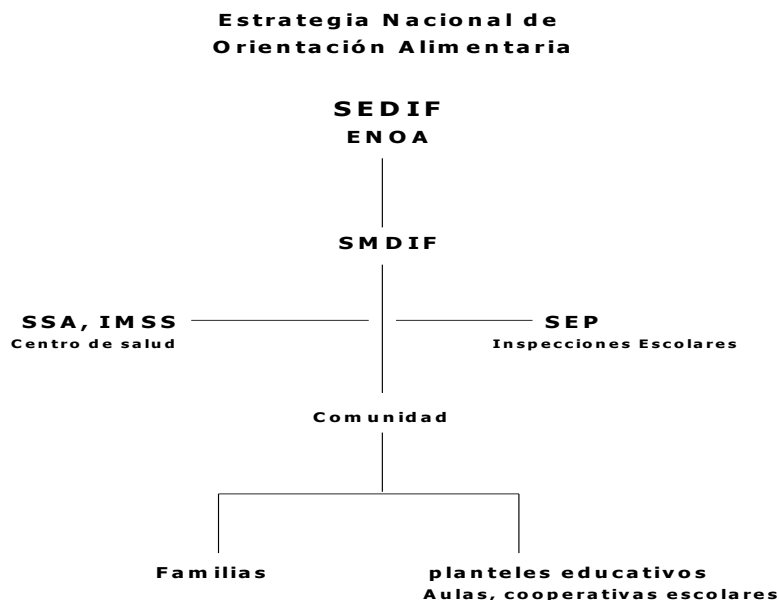 Estrategia Nacional de
Orientación Alimentaria
SEDIF
ENOA
SMDIF
SSA, IMSS
Centro de salud
SEP
Inspecciones Escolares
Comunidad
Familias
planteles educativos
Aulas, cooperativas escolares